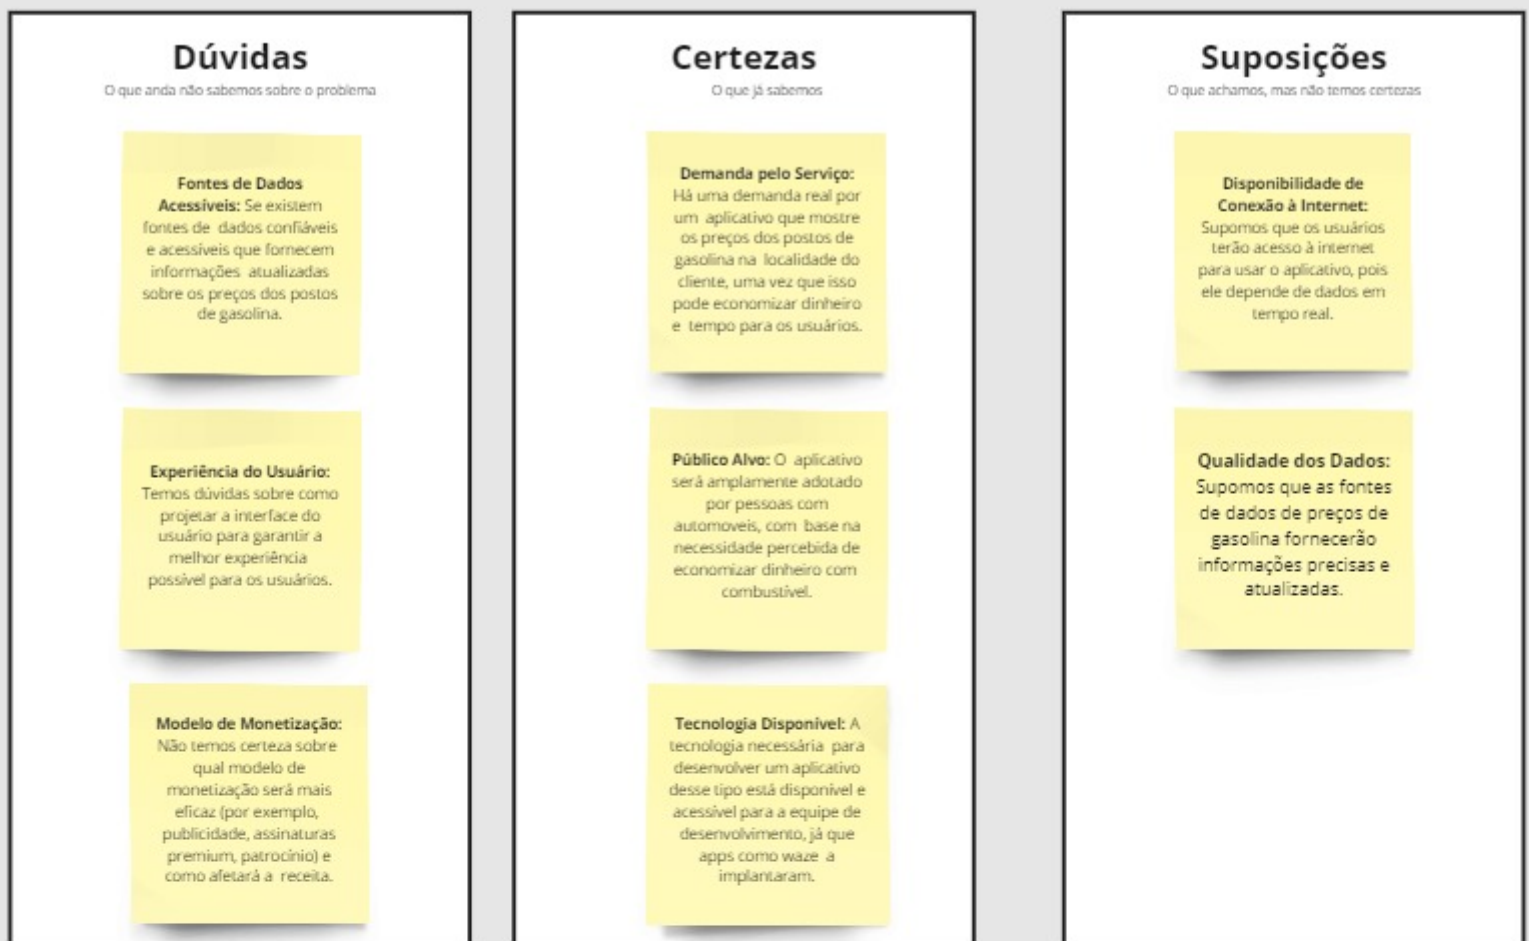 Dúvidas
O que anda não sabemos sobre o problema
Fontes de Dados
Acessíveis: Se existem
fontes de dados confiáveis
e acessíveis que fornecem
informações atualizadas
sobre os preços dos postos
de gasolina.
Experiência do Usuário:
Temos dúvidas sobre como
projetar a interface do
usuário para garantir a
melhor experiência
possível para os usuários.
Modelo de Monetização:
Não temos certeza sobre
qual modelo de
monetização será mais
eficaz (por exemplo,
publicidade, assinaturas
premium, patrocínio) e
como afetará a receita.
Certezas
O que já sabemos
Demanda pelo Serviço:
Há uma demanda real por
um aplicativo que mostre
os preços dos postos de
gasolina na localidade do
cliente, uma vez que isso
pode economizar dinheiro
e tempo para os usuários.
Público Alvo: O aplicativo
será amplamente adotado
por pessoas com
automoveis, com base na
necessidade percebida de
economizar dinheiro com
combustível.
Tecnologia Disponível: A
tecnologia necessária para
desenvolver um aplicativo
desse tipo está disponível e
acessível para a equipe de
desenvolvimento, já que
apps como waze a
implantaram.
Suposições
O que achamos, mas não temos certezas
Disponibilidade de
Conexão à Internet:
Supomos que os usuários
terão acesso à internet
para usar o aplicativo, pois
ele depende de dados em
tempo real.
Qualidade dos Dados:
Supomos que as fontes
de dados de preços de
gasolina fornecerão
informações precisas e
atualizadas.